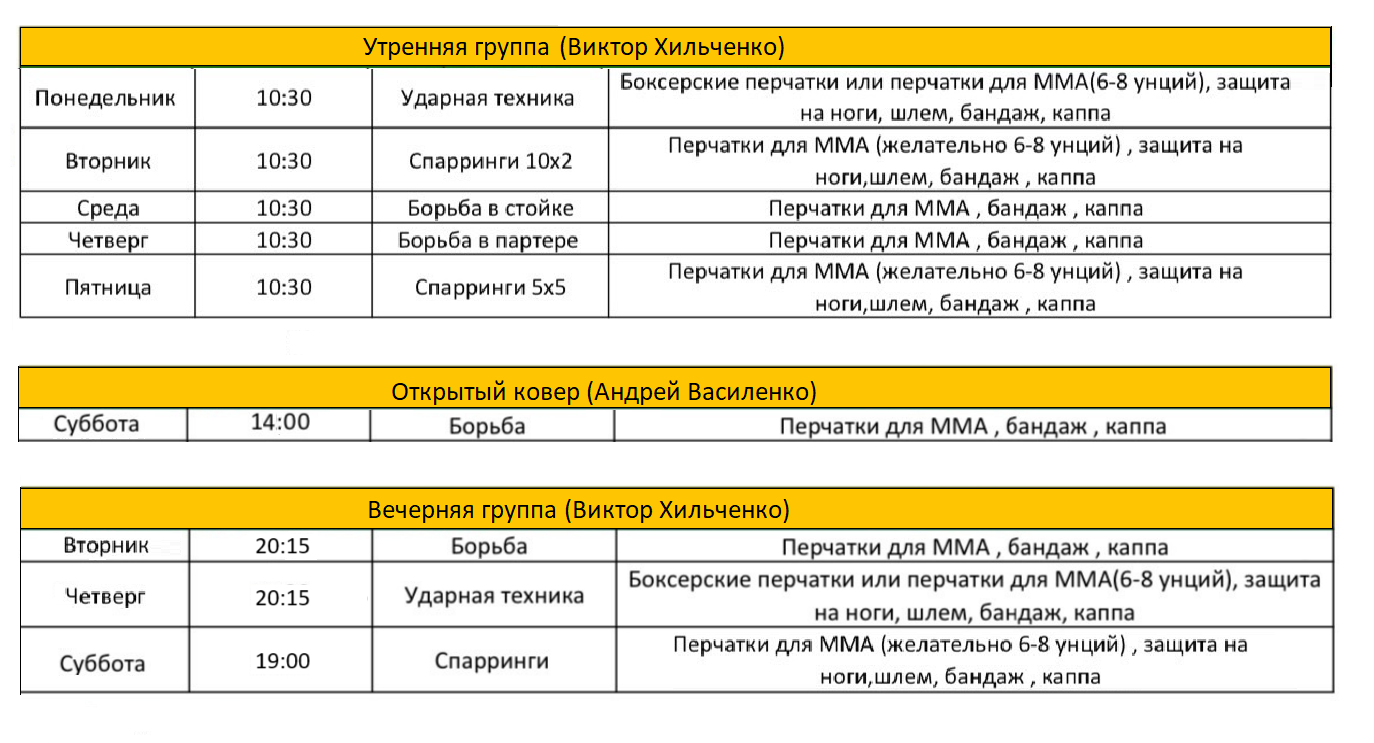 Утренняя группа (Виктор Хильченко)
Понедельник 10:30 Ударная техника Боксерские перчатки или перчатки для ММА(6-8 унций), защита
на ноги, шлем, бандаж, каппа
Вторник 10:30 Спарринги 10х2 Перчатки для ММА (желательно 6-8 унций) , защита на
ноги,шлем, бандаж , каппа
Среда 10:30 Борьба в стойке Перчатки для ММА , бандаж , каппа
Четверг 10:30 Борьба в партере Перчатки для ММА , бандаж , каппа
Пятница 10:30 Спарринги 5х5 Перчатки для ММА (желательно 6-8 унций) , защита на
ноги,шлем, бандаж , каппа
Открытый ковер (Андрей Василенко)
Суббота 14:00 Борьба Перчатки для ММА , бандаж , каппа
Вечерняя группа (Виктор Хильченко)
Вторник 20:15 Борьба Перчатки для ММА , бандаж , каппа
Четверг 20:15 Ударная техника Боксерские перчатки или перчатки для ММА(6-8 унций), защита
на ноги, шлем, бандаж, каппа
Суббота 19:00 Спарринги Перчатки для ММА (желательно 6-8 унций) , защита на
ноги,шлем, бандаж , каппа